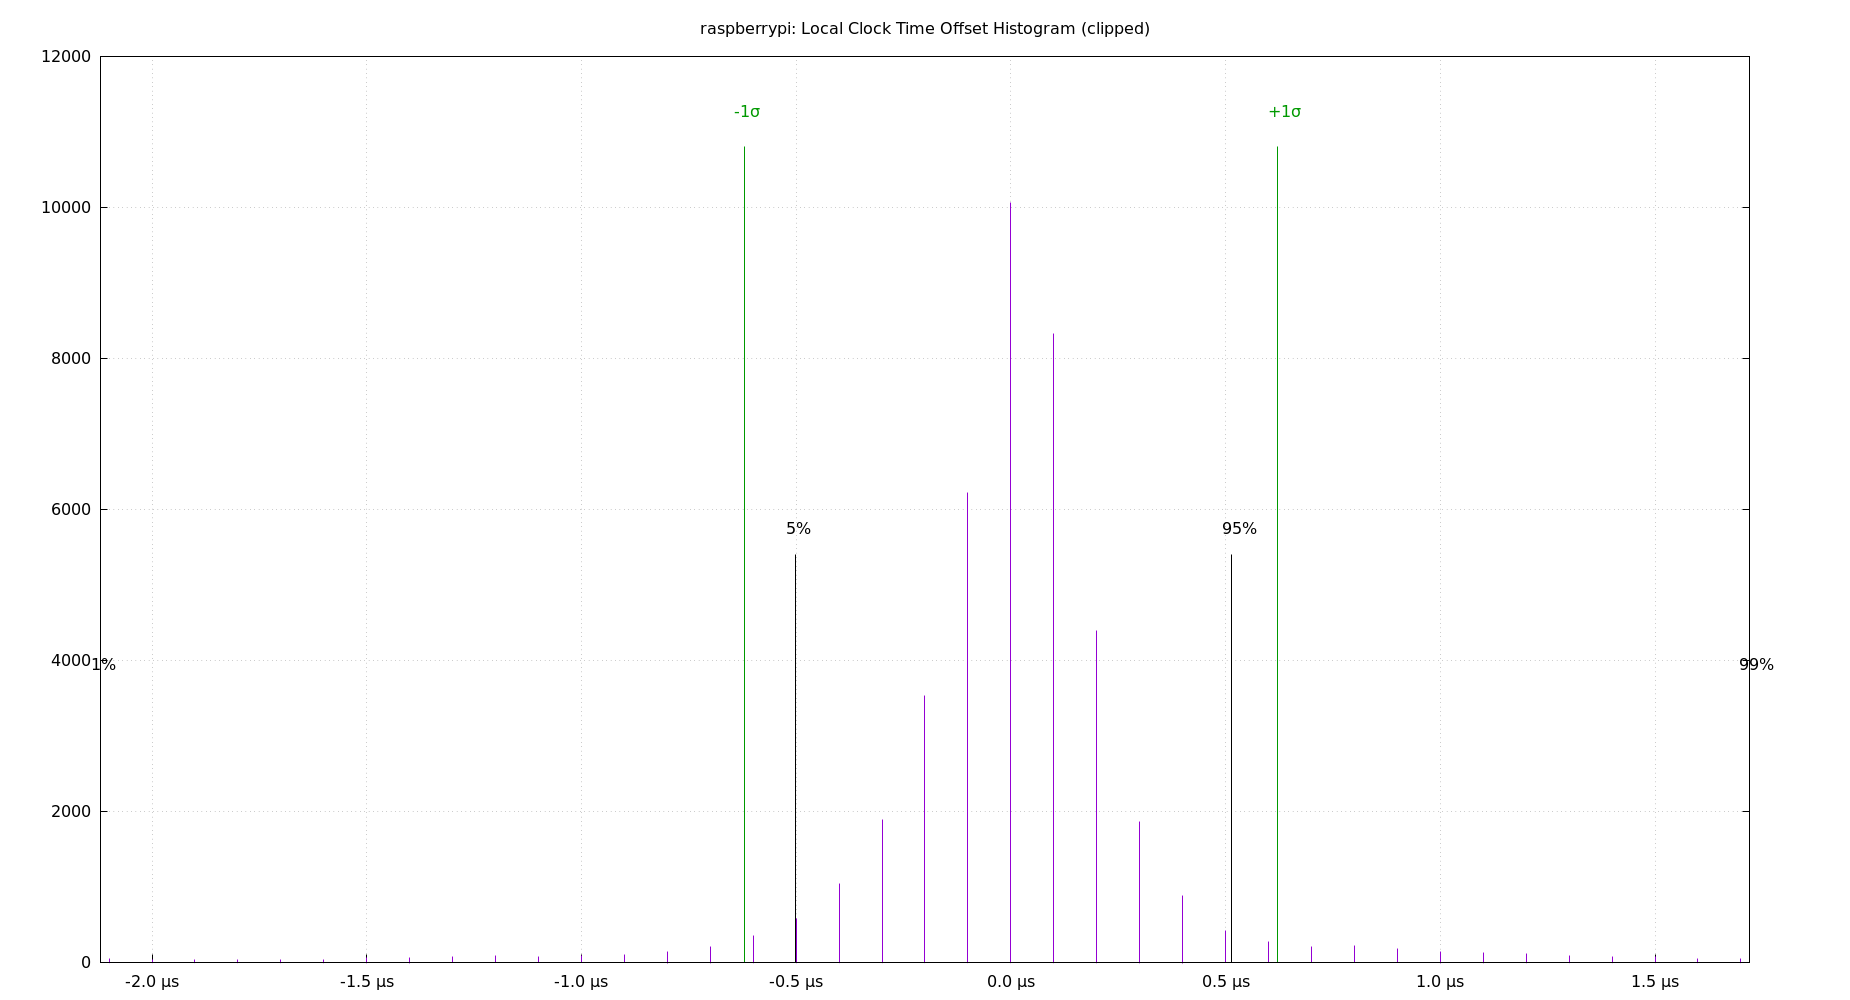 raspberrypi: Local Clock Time Offset Histogram (clipped)
12000
-1σ
+1σ
10000
8000
6000
5%
95%
4000
1%
99%
2000
0
-2.0 µs
-1.5 µs
-1.0 µs
-0.5 µs
0.0 µs
0.5 µs
1.0 µs
1.5 µs